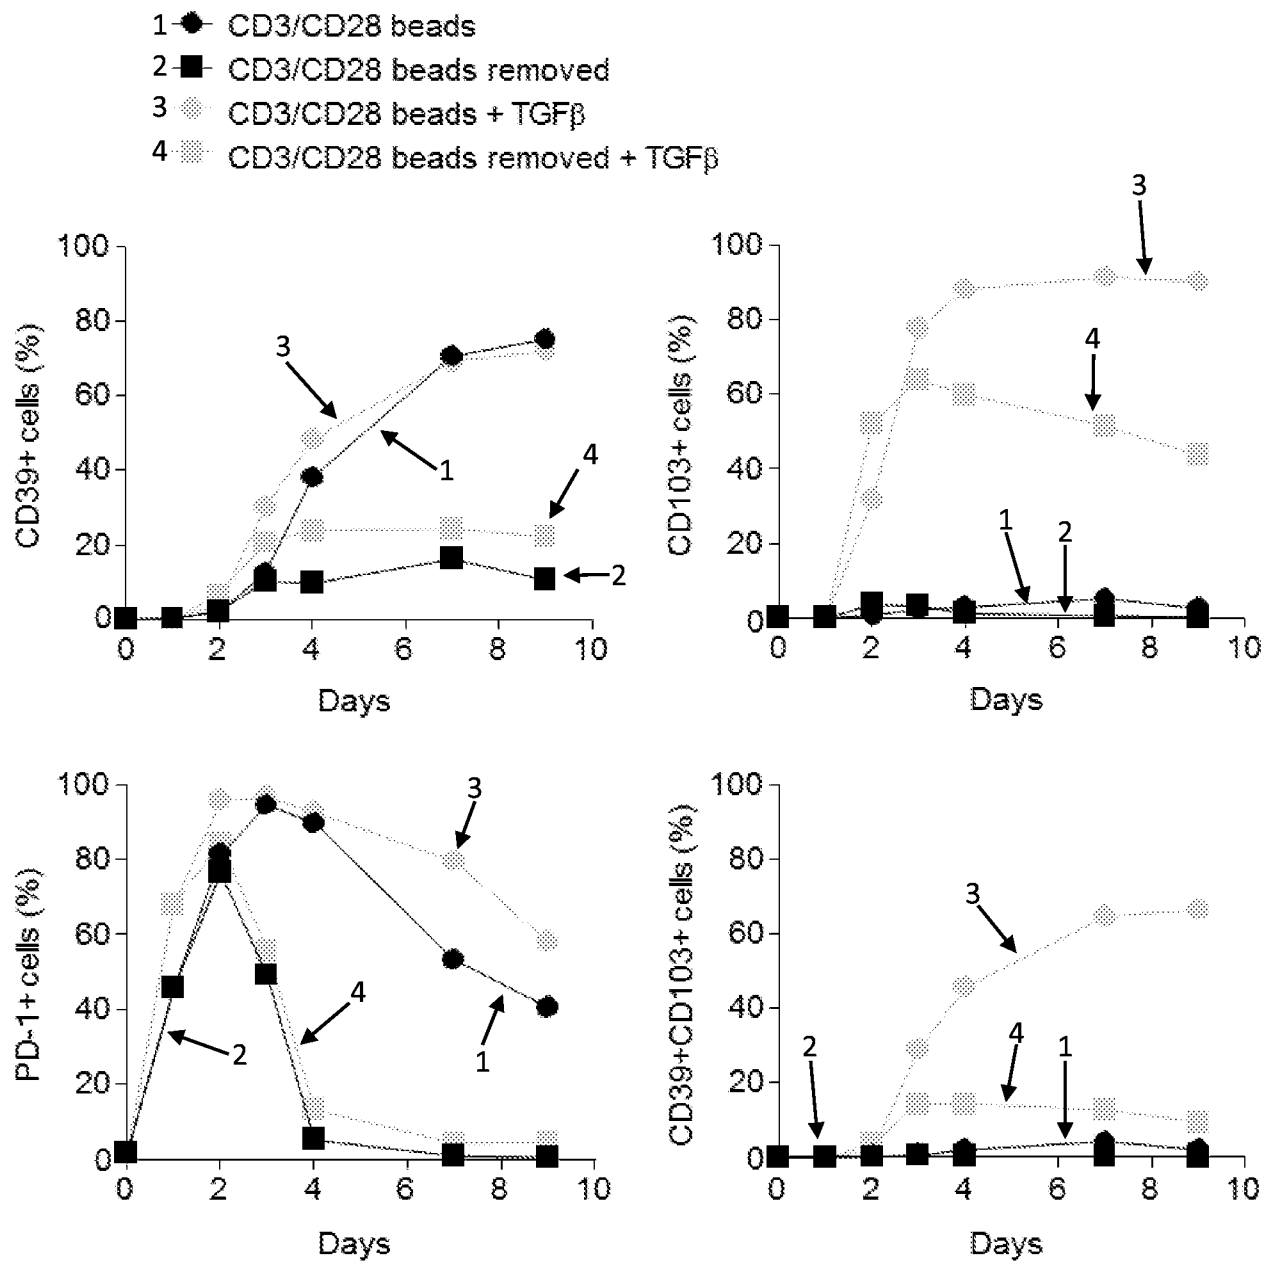 1 CD3/CD28 beads
2 CD3/CD28 beads removed
3 CD3/CD28 beads + TGFβ
4 CD3/CD28 beads removed + TGFβ
CD39+ cells (%)
100
80
60
40
20
0
0 2 4 6 8 10
Days
3
1
4
2
CD103+ cells (%)
100
80
60
40
20
0
0 2 4 6 8 10
Days
3
4
1
2
PD-1+ cells (%)
100
80
60
40
20
0
0 2 4 6 8 10
Days
3
4
2
1
CD39+CD103+ cells (%)
100
80
60
40
20
0
0 2 4 6 8 10
Days
3
4
2
1